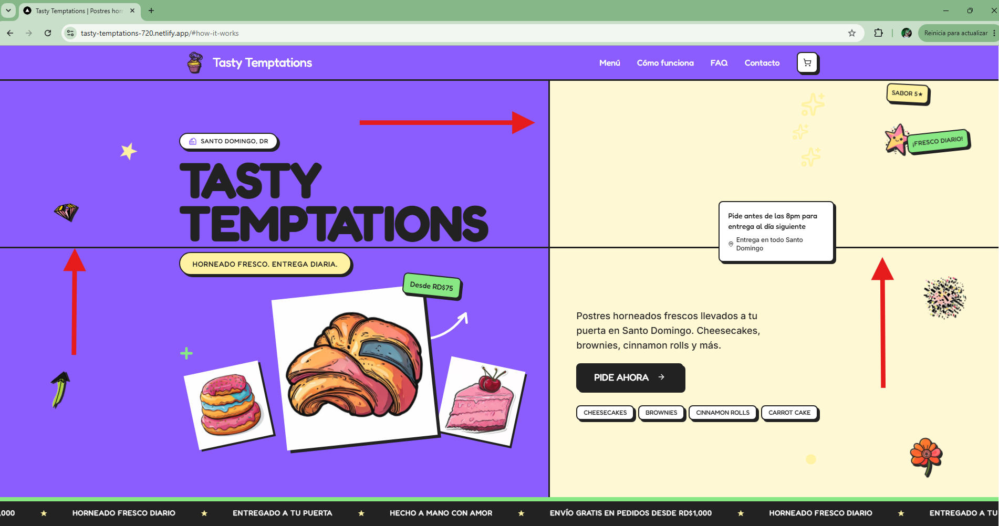 Tasty Temptations | Postres hor
tasty-temptations-720.netlify.app/#how-it-works
Reinicia para actualizar
Tasty Temptations
Menú
Cómo funciona
FAQ
Contacto
SABOR 5★
¡FRESCO DIARIO!
SANTO DOMINGO, DR
TASTY
TEMPTATIONS
HORNEADO FRESCO. ENTREGA DIARIA.
Desde RD$75
Pide antes de las 8pm para
entrega al día siguiente
Entrega en todo Santo
Domingo
Postres horneados frescos llevados a tu
puerta en Santo Domingo. Cheesecakes,
brownies, cinnamon rolls y más.
PIDE AHORA →
CHEESECAKES
BROWNIES
CINNAMON ROLLS
CARROT CAKE
,000 ★ HORNEADO FRESCO DIARIO ★ ENTREGADO A TU PUERTA ★ HECHO A MANO CON AMOR ★ ENVÍO GRATIS EN PEDIDOS DESDE RD$1,000 ★ HORNEADO FRESCO DIARIO ★ ENTREGADO A TU